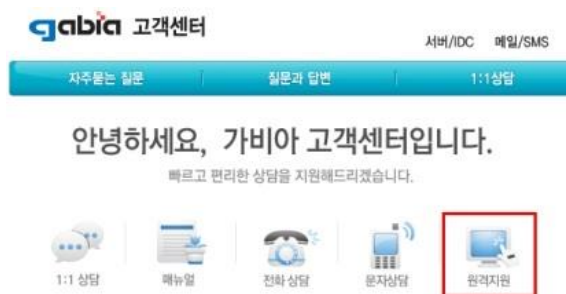 gabia 고객센터
서버/IDC 메일/SMS
자주묻는 질문 질문과 답변 1:1상담
안녕하세요, 가비아 고객센터입니다.
빠르고 편리한 상담을 지원해드리겠습니다.
1:1 상담 매뉴얼 전화 상담 문자상담 원격지원